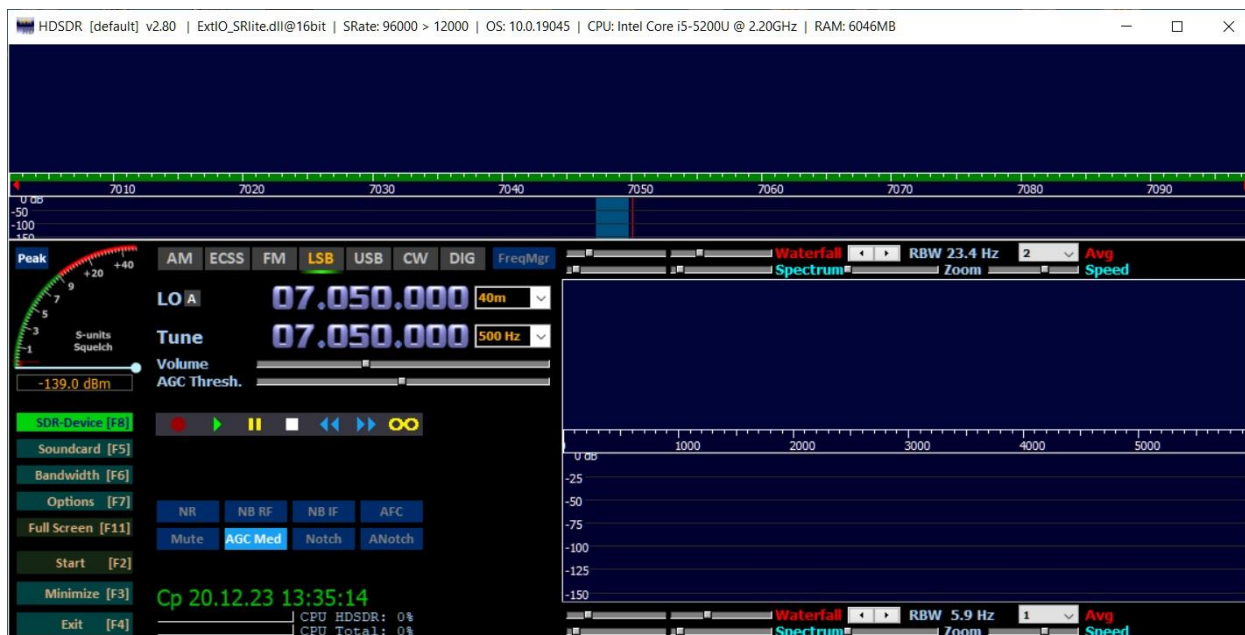 HDSDR [default] v2.80 | ExtIO_SRlite.dll@16bit | SRate: 96000 > 12000 | OS: 10.0.19045 | CPU: Intel Core i5-5200U @ 2.20GHz | RAM: 6046MB
7010 7020 7030 7040 7050 7060 7070 7080 7090
0 dB
-50
-100
-150
Peak
1 3 5 7 9 +20 +40
S-units
Squelch
-139.0 dBm
AM ECSS FM LSB USB CW DIG FreqMgr
LO A 07.050.000 40m
Tune 07.050.000 500 Hz
Volume
AGC Thresh.
SDR-Device [F8]
Soundcard [F5]
Bandwidth [F6]
Options [F7]
Full Screen [F11]
Start [F2]
Minimize [F3]
Exit [F4]
NR NB RF NB IF AFC
Mute AGC Med Notch ANotch
Ср 20.12.23 13:35:14
CPU HDSDR: 0%
CPU Total: 0%
Waterfall RBW 23.4 Hz 2 Avg
Spectrum Zoom Speed
1000 2000 3000 4000 5000
0 dB
-25
-50
-75
-100
-125
-150
Waterfall RBW 5.9 Hz 1 Avg
Spectrum Zoom Speed